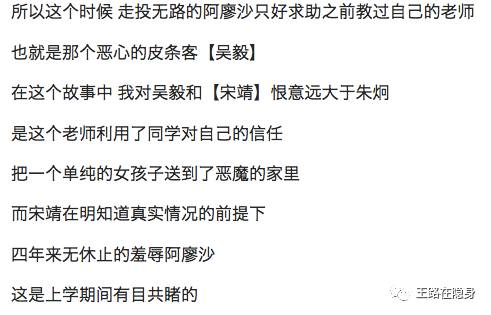 所以这个时候 走投无路的阿廖沙只好求助之前教过自己的老师
也就是那个恶心的皮条客【吴毅】
在这个故事中 我对吴毅和【宋靖】恨意远大于朱炯
是这个老师利用了同学对自己的信任
把一个单纯的女孩子送到了恶魔的家里
而宋靖在明知道真实情况的前提下
四年来无休止的羞辱阿廖沙
这是上学期间有目共睹的
王路在隐身